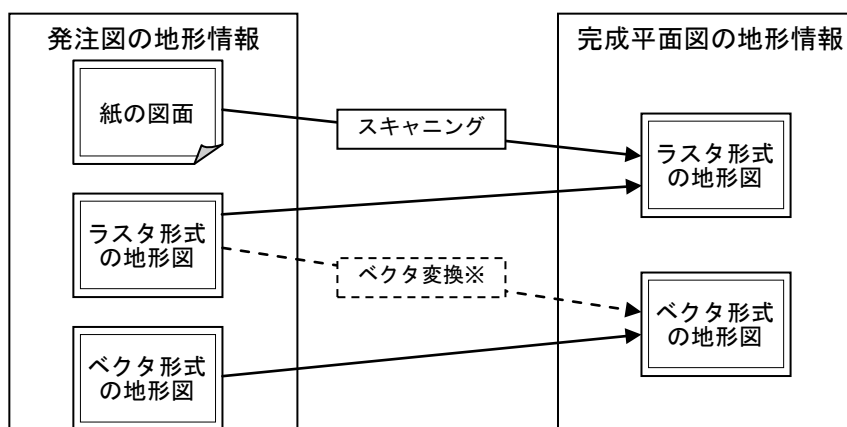 発注図の地形情報
紙の図面
ラスタ形式
の地形図
ベクタ形式
の地形図
スキャニング
ベクタ変換※
完成平面図の地形情報
ラスタ形式
の地形図
ベクタ形式
の地形図